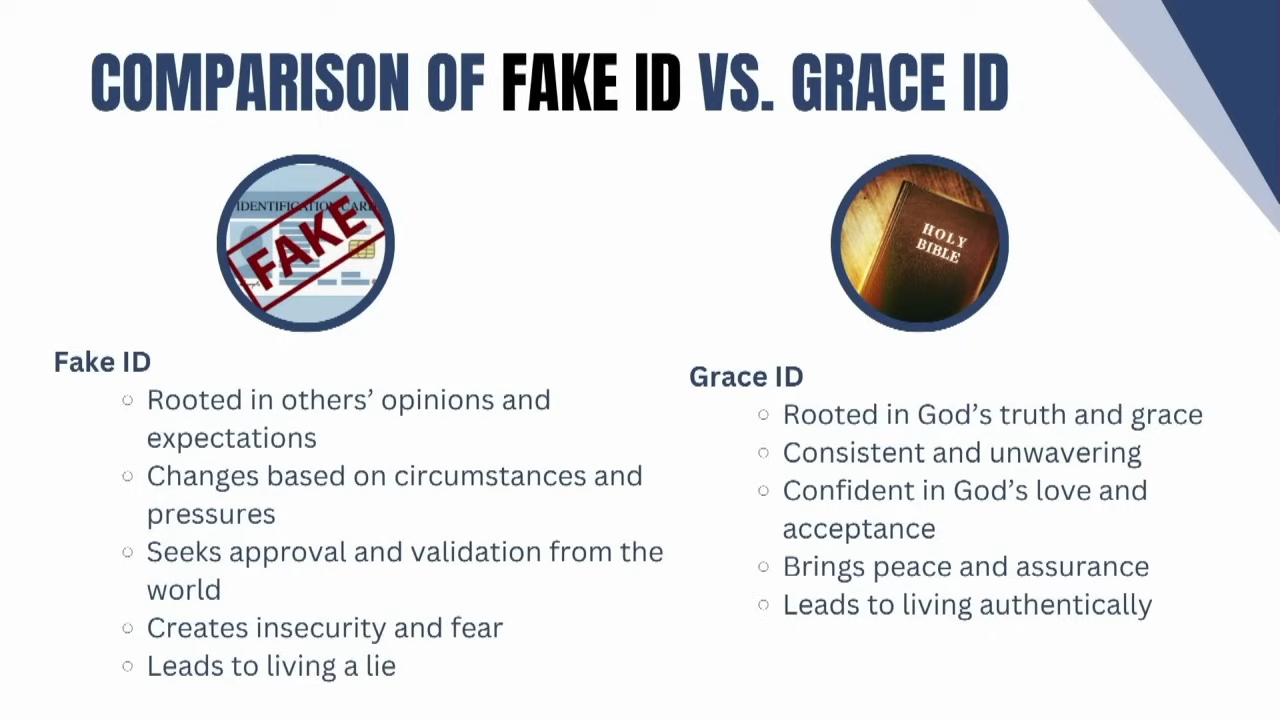 COMPARISON OF FAKE ID VS. GRACE ID
IDENTIFICATION CARD
FAKE
HOLY
BIBLE
Fake ID
Rooted in others’ opinions and
expectations
Changes based on circumstances and
pressures
Seeks approval and validation from the
world
Creates insecurity and fear
Leads to living a lie
Grace ID
Rooted in God’s truth and grace
Consistent and unwavering
Confident in God’s love and
acceptance
Brings peace and assurance
Leads to living authentically